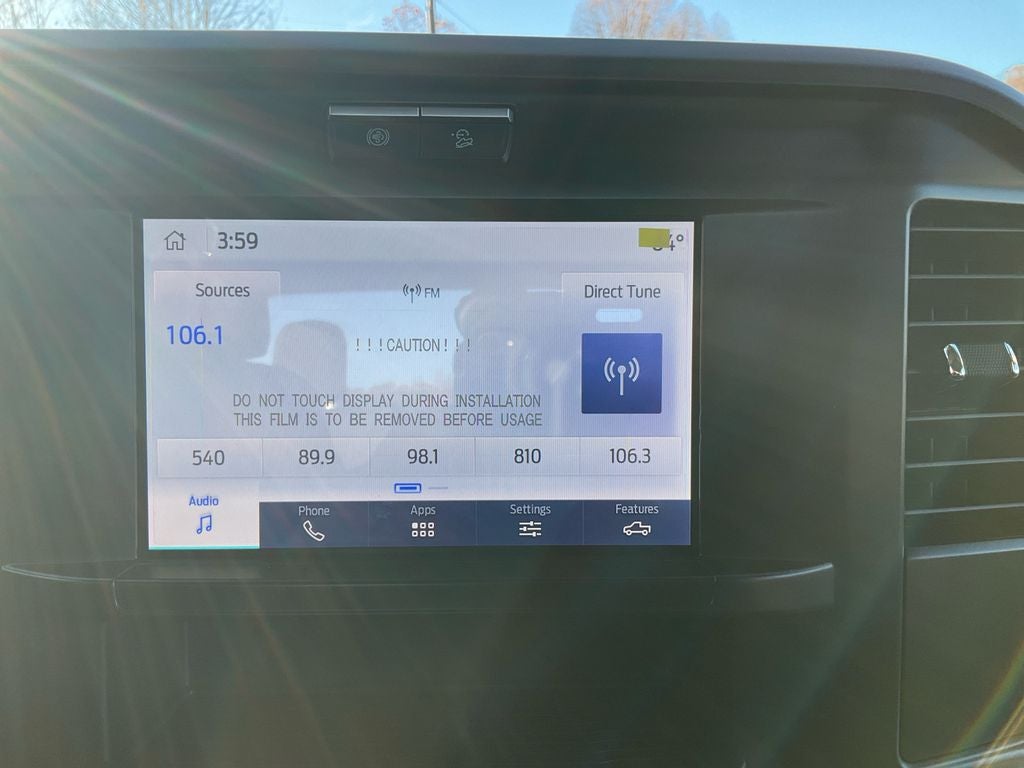 3:59
Sources
FM
Direct Tune
106.1
! ! ! CAUTION ! ! !
DO NOT TOUCH DISPLAY DURING INSTALLATION
THIS FILM IS TO BE REMOVED BEFORE USAGE
540 89.9 98.1 810 106.3
Audio Phone Apps Settings Features